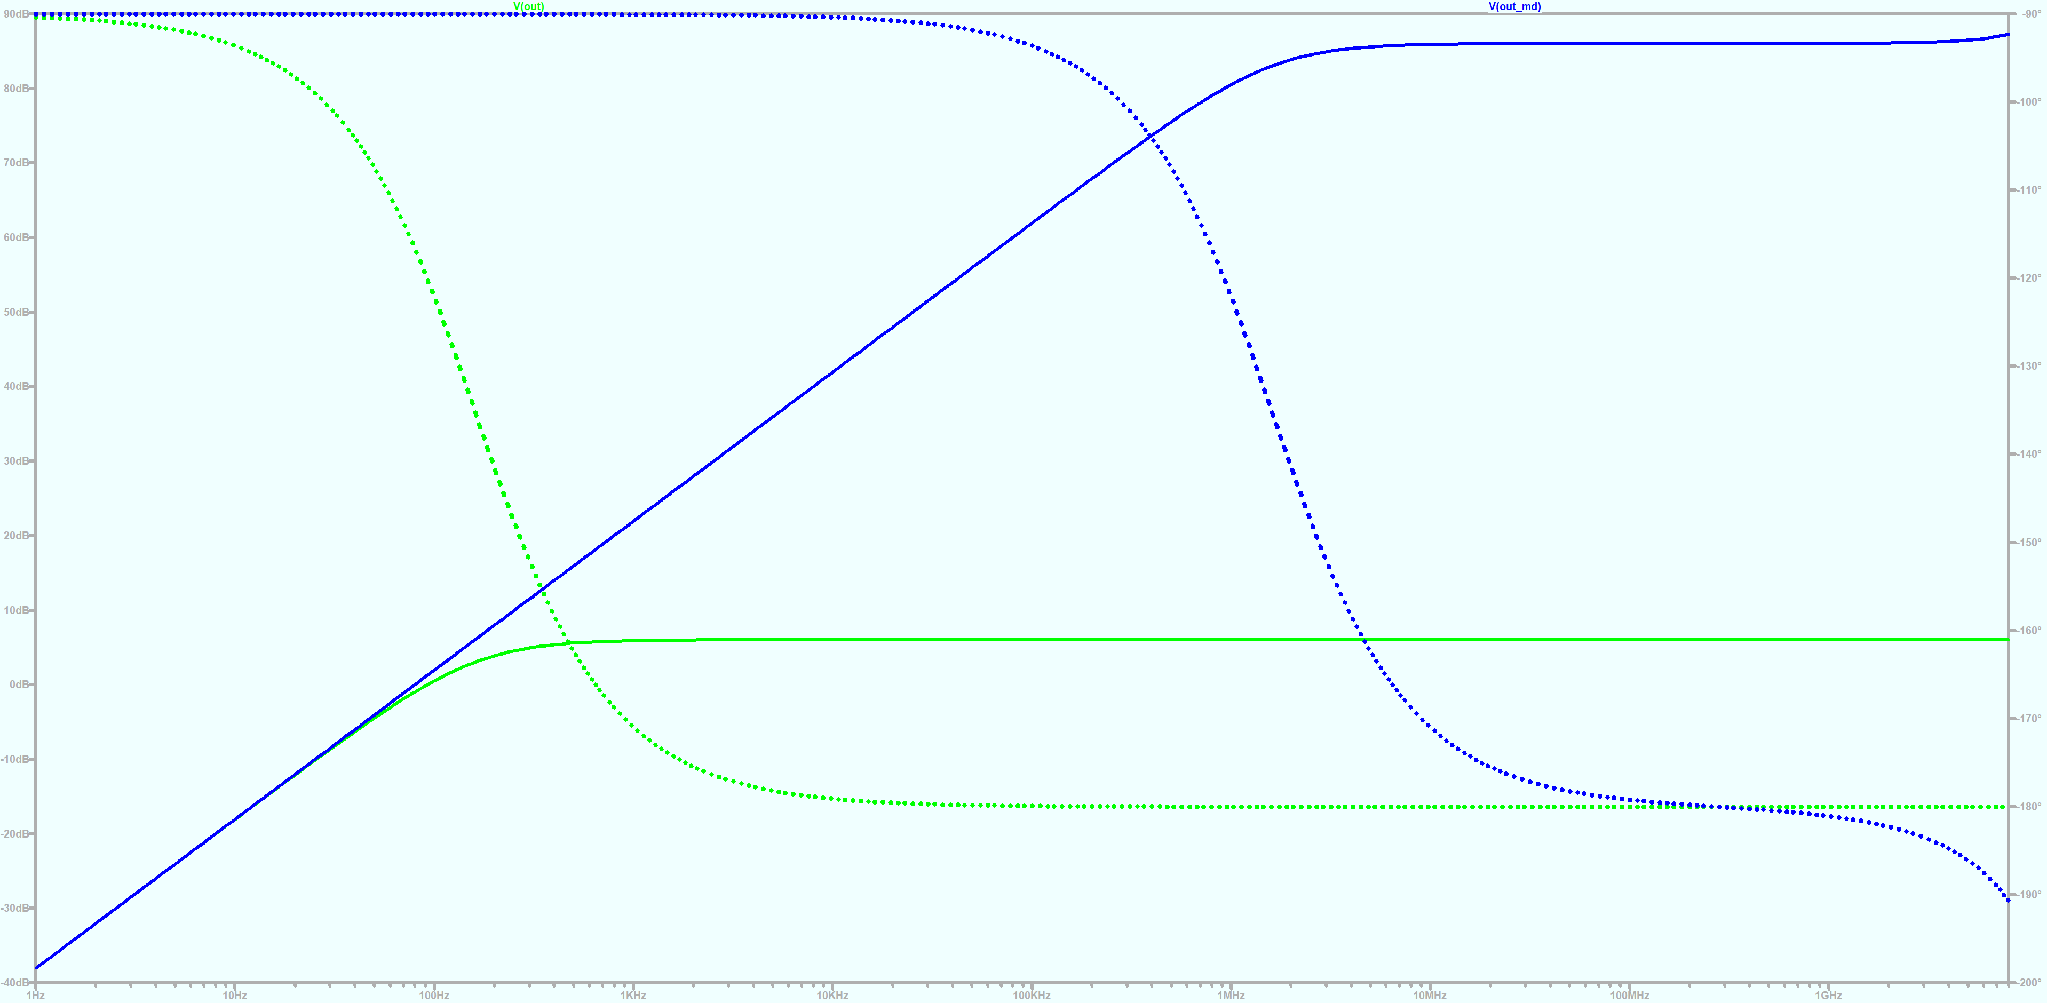 V(out) V(out_md)
90dB -90°
80dB -100°
70dB -110°
60dB -120°
50dB -130°
40dB -140°
30dB -150°
20dB -160°
10dB -170°
0dB -180°
-10dB -190°
-20dB -200°
-30dB
-40dB
1Hz 10Hz 100Hz 1KHz 10KHz 100KHz 1MHz 10MHz 100MHz 1GHz